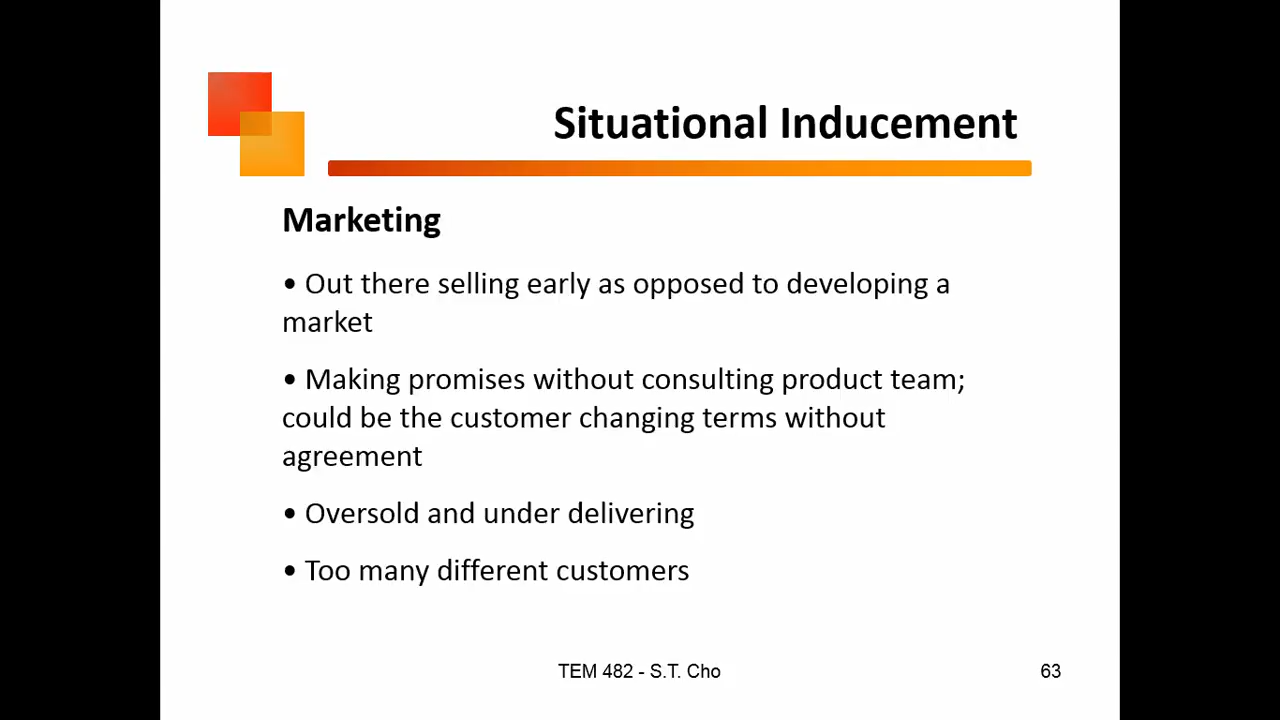 Situational Inducement
Marketing
• Out there selling early as opposed to developing a
market
• Making promises without consulting product team;
could be the customer changing terms without
agreement
• Oversold and under delivering
• Too many different customers
TEM 482 - S.T. Cho
63